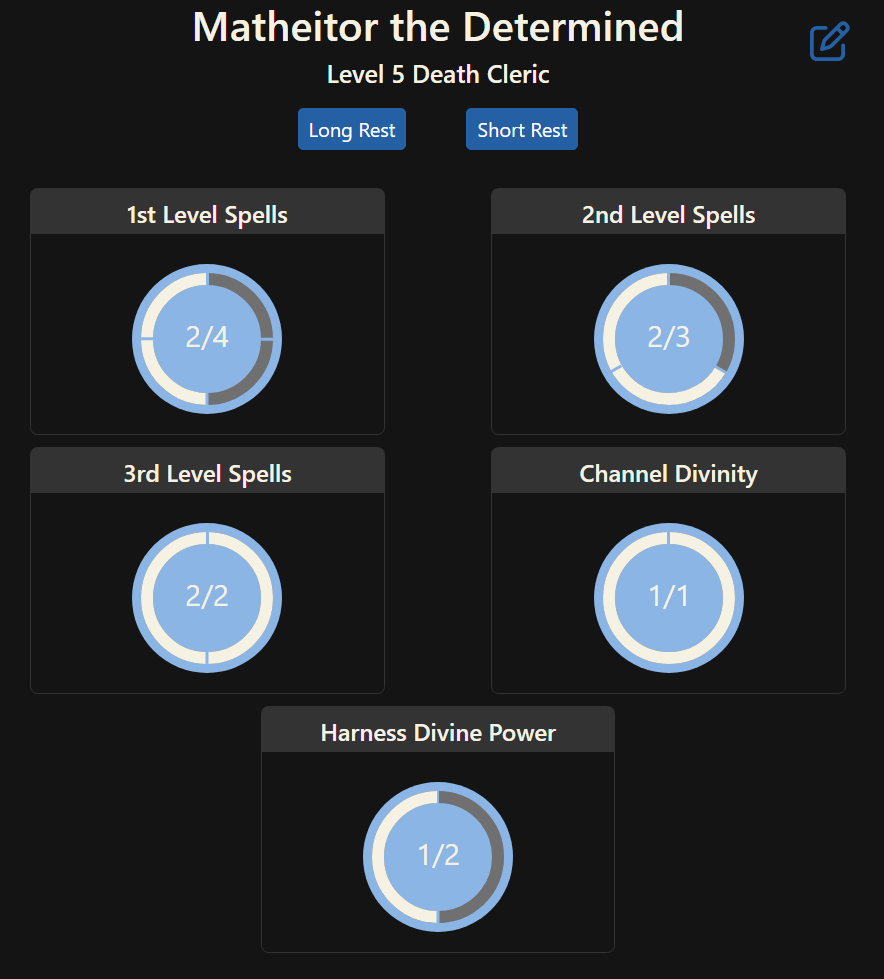 Matheitor the Determined
Level 5 Death Cleric
Long Rest
Short Rest
1st Level Spells
2nd Level Spells
2/4
2/3
3rd Level Spells
Channel Divinity
2/2
1/1
Harness Divine Power
1/2